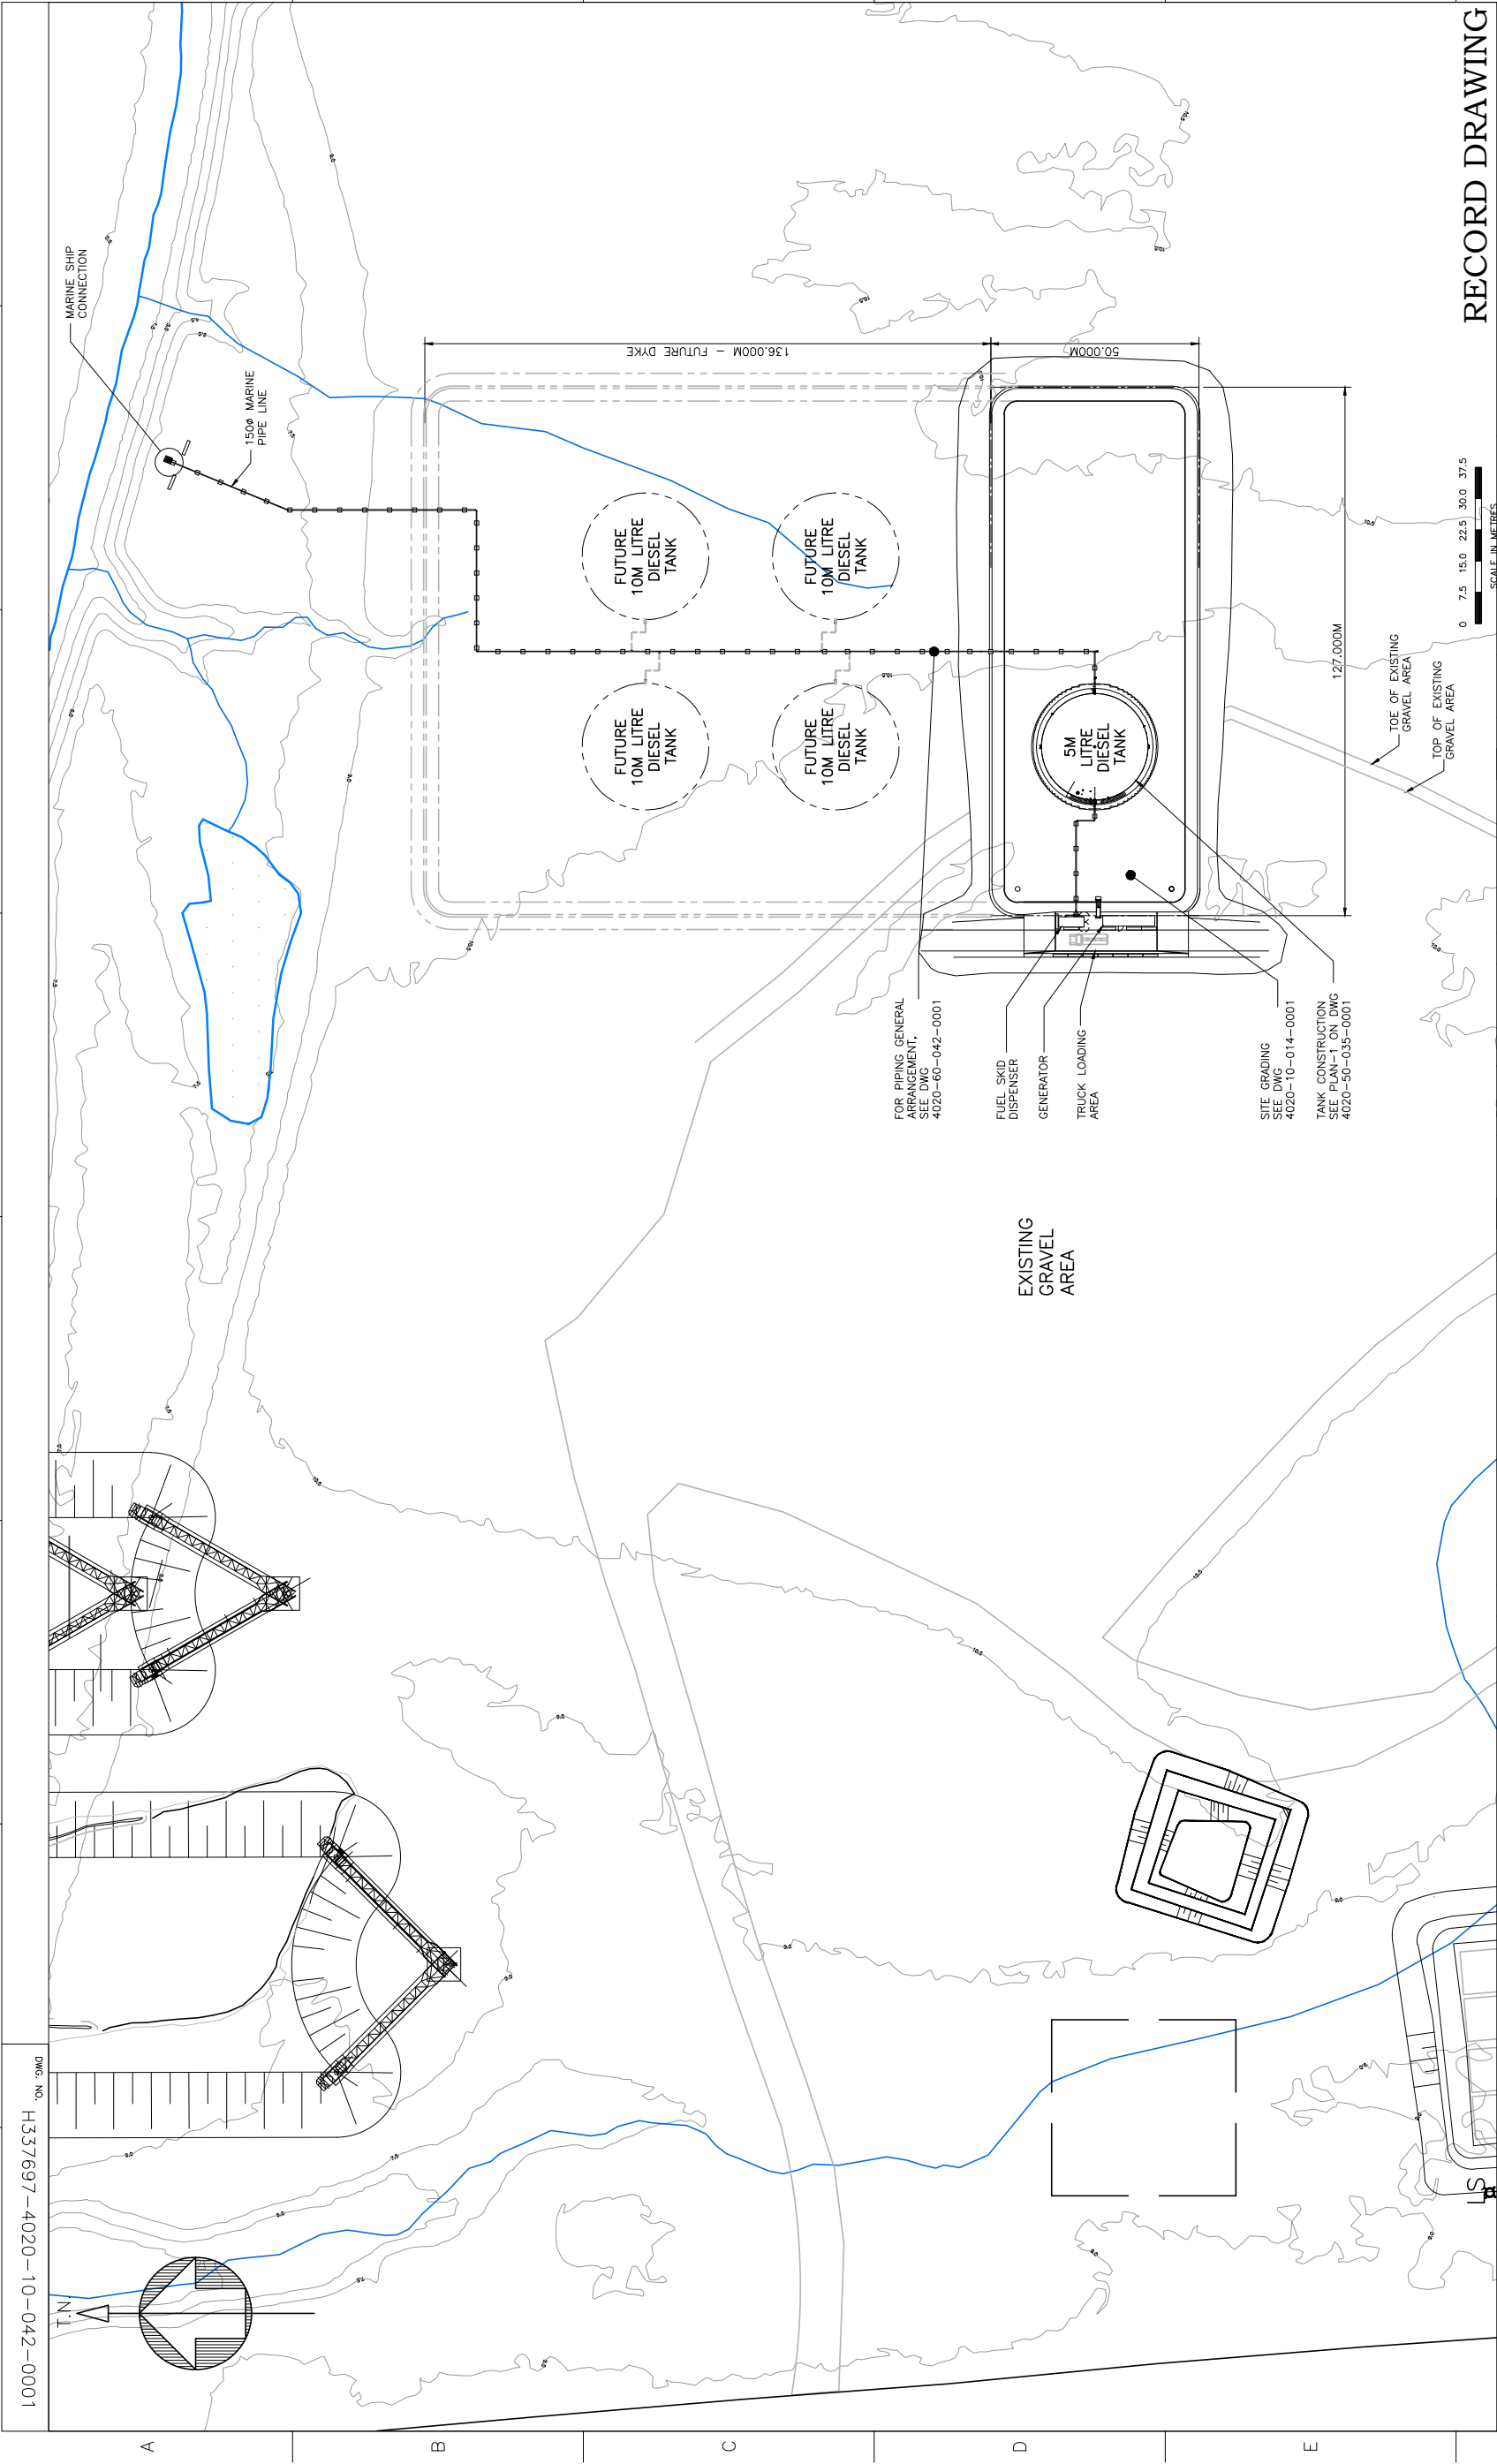 RECORD DRAWING
MARINE SHIP
CONNECTION
150ø MARINE
PIPE LINE
136.000M - FUTURE DYKE
50.000M
127.000M
FUTURE
10M LITRE
DIESEL
TANK
FUTURE
10M LITRE
DIESEL
TANK
FUTURE
10M LITRE
DIESEL
TANK
FUTURE
10M LITRE
DIESEL
TANK
5M
LITRE
DIESEL
TANK
0 7.5 15.0 22.5 30.0 37.5
SCALE IN METRES
TOE OF EXISTING
GRAVEL AREA
TOP OF EXISTING
GRAVEL AREA
FOR PIPING GENERAL
ARRANGEMENT,
SEE DWG
4020-60-042-0001
FUEL SKID
DISPENSER
GENERATOR
TRUCK LOADING
AREA
SITE GRADING
SEE DWG
4020-10-014-0001
TANK CONSTRUCTION
SEE PLAN-1 ON DWG
4020-50-035-0001
EXISTING
GRAVEL
AREA
T.N.
DWG. NO.
H337697-4020-10-042-0001
A
B
C
D
E